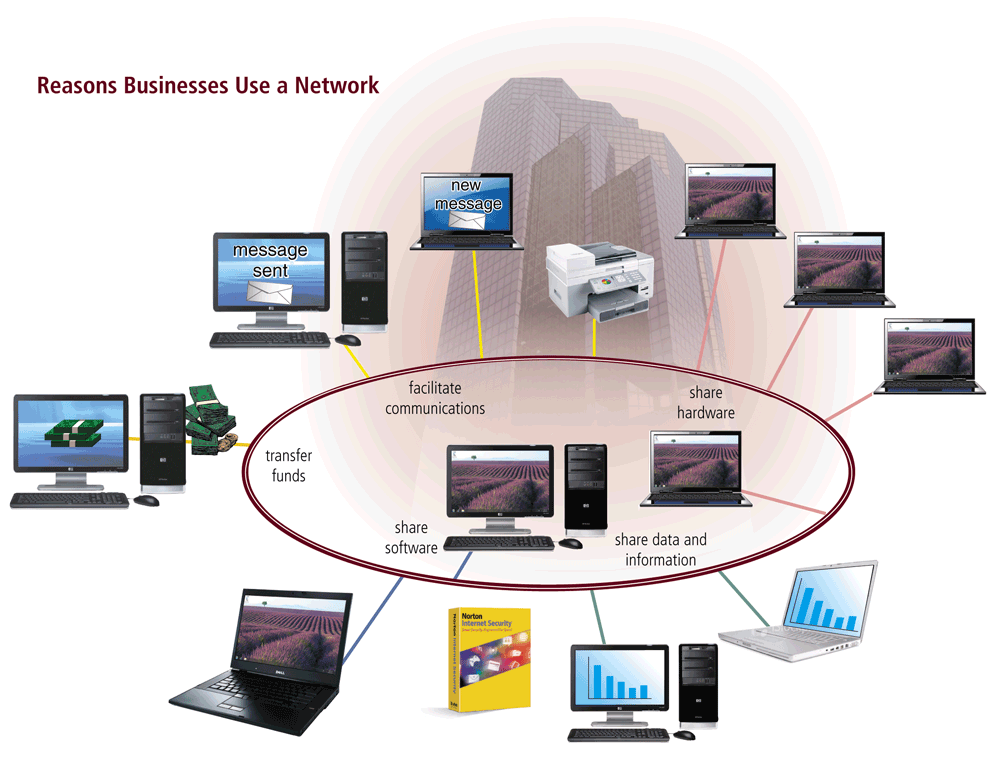 Reasons Businesses Use a Network
new
message
message
sent
facilitate
communications
share
hardware
transfer
funds
share
software
share data and
information
Norton
Internet Security
DELL